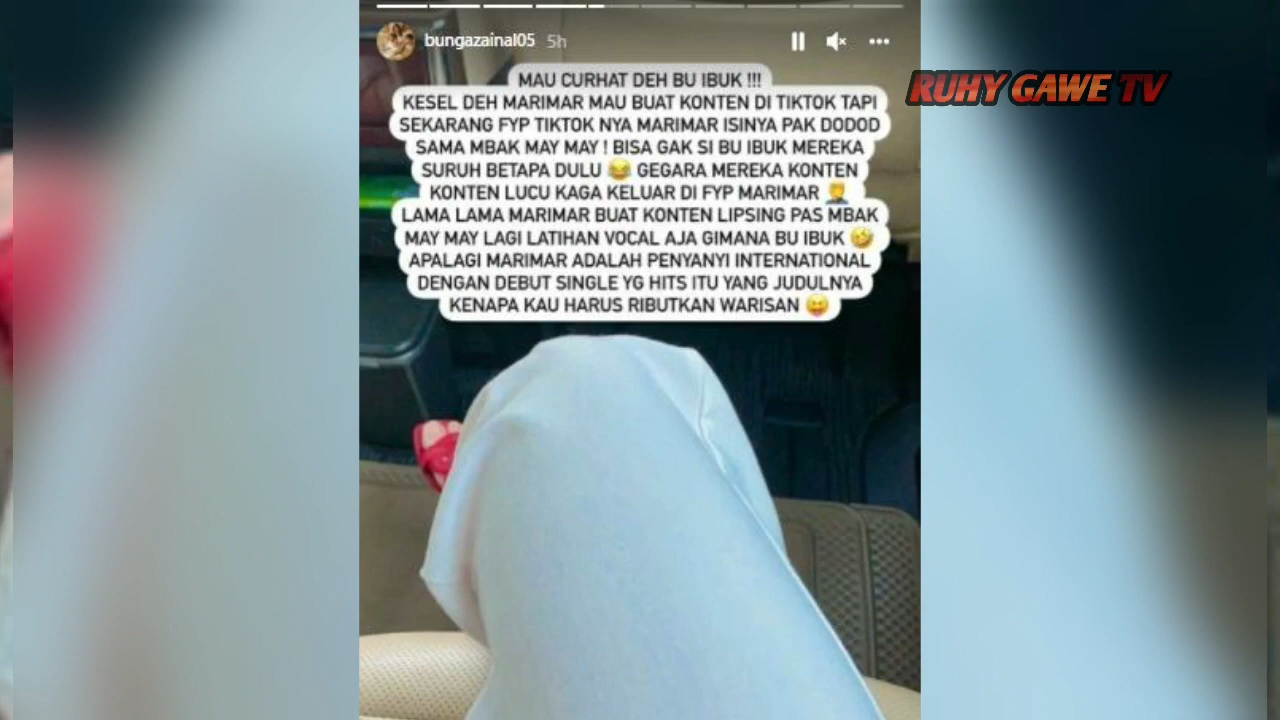 bungazainal05 5h
RUHY GAWE TV
MAU CURHAT DEH BU IBUK !!!
KESEL DEH MARIMAR MAU BUAT KONTEN DI TIKTOK TAPI
SEKARANG FYP TIKTOK NYA MARIMAR ISINYA PAK DODOD
SAMA MBAK MAY MAY ! BISA GAK SI BU IBUK MEREKA
SURUH BETAPA DULU 😂 GEGARA MEREKA KONTEN
KONTEN LUCU KAGA KELUAR DI FYP MARIMAR 🤦
LAMA LAMA MARIMAR BUAT KONTEN LIPSING PAS MBAK
MAY MAY LAGI LATIHAN VOCAL AJA GIMANA BU IBUK 🤣
APALAGI MARIMAR ADALAH PENYANYI INTERNATIONAL
DENGAN DEBUT SINGLE YG HITS ITU YANG JUDULNYA
KENAPA KAU HARUS RIBUTKAN WARISAN 😝